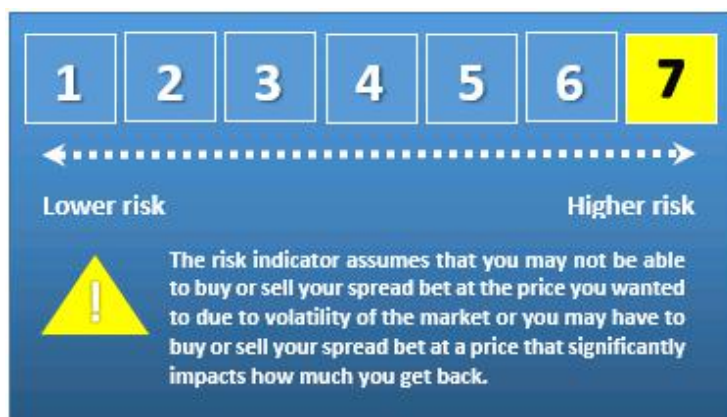 1 2 3 4 5 6 7
Lower risk Higher risk
!
The risk indicator assumes that you may not be able
to buy or sell your spread bet at the price you wanted
to due to volatility of the market or you may have to
buy or sell your spread bet at a price that significantly
impacts how much you get back.